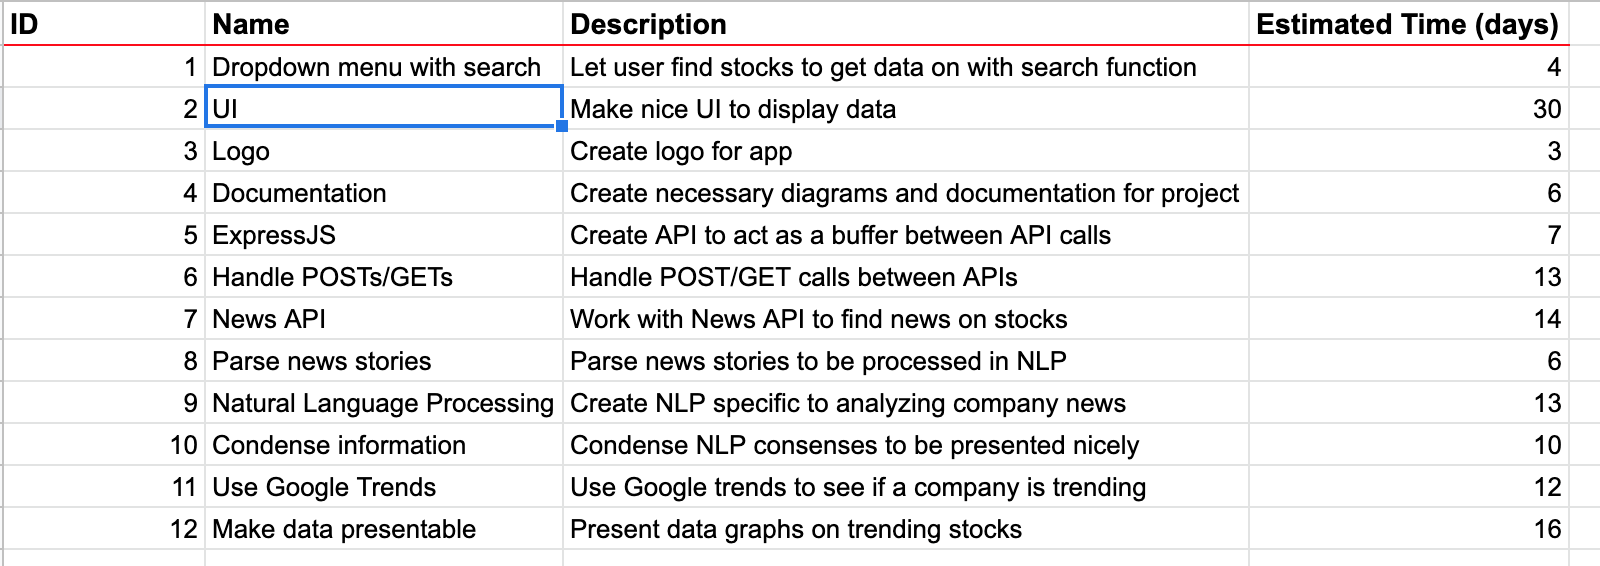 ID Name Description Estimated Time (days)
1 Dropdown menu with search Let user find stocks to get data on with search function 4
2 UI Make nice UI to display data 30
3 Logo Create logo for app 3
4 Documentation Create necessary diagrams and documentation for project 6
5 ExpressJS Create API to act as a buffer between API calls 7
6 Handle POSTs/GETs Handle POST/GET calls between APIs 13
7 News API Work with News API to find news on stocks 14
8 Parse news stories Parse news stories to be processed in NLP 6
9 Natural Language Processing Create NLP specific to analyzing company news 13
10 Condense information Condense NLP consenses to be presented nicely 10
11 Use Google Trends Use Google trends to see if a company is trending 12
12 Make data presentable Present data graphs on trending stocks 16